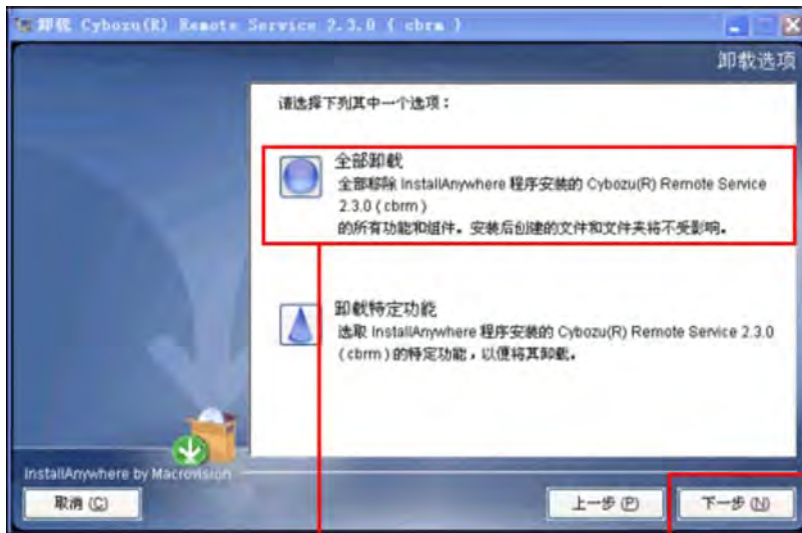 卸载 Cybozu(R) Remote Service 2.3.0 ( cbrm )
卸载选项
请选择下列其中一个选项：
全部卸载
全部移除 InstallAnywhere 程序安装的 Cybozu(R) Remote Service
2.3.0 ( cbrm )
的所有功能和组件。安装后创建的文件和文件夹将不受影响。
卸载特定功能
选取 InstallAnywhere 程序安装的 Cybozu(R) Remote Service 2.3.0
( cbrm ) 的特定功能，以便将其卸载。
InstallAnywhere by Macrovision
取消 (C)
上一步 (P)
下一步 (N)